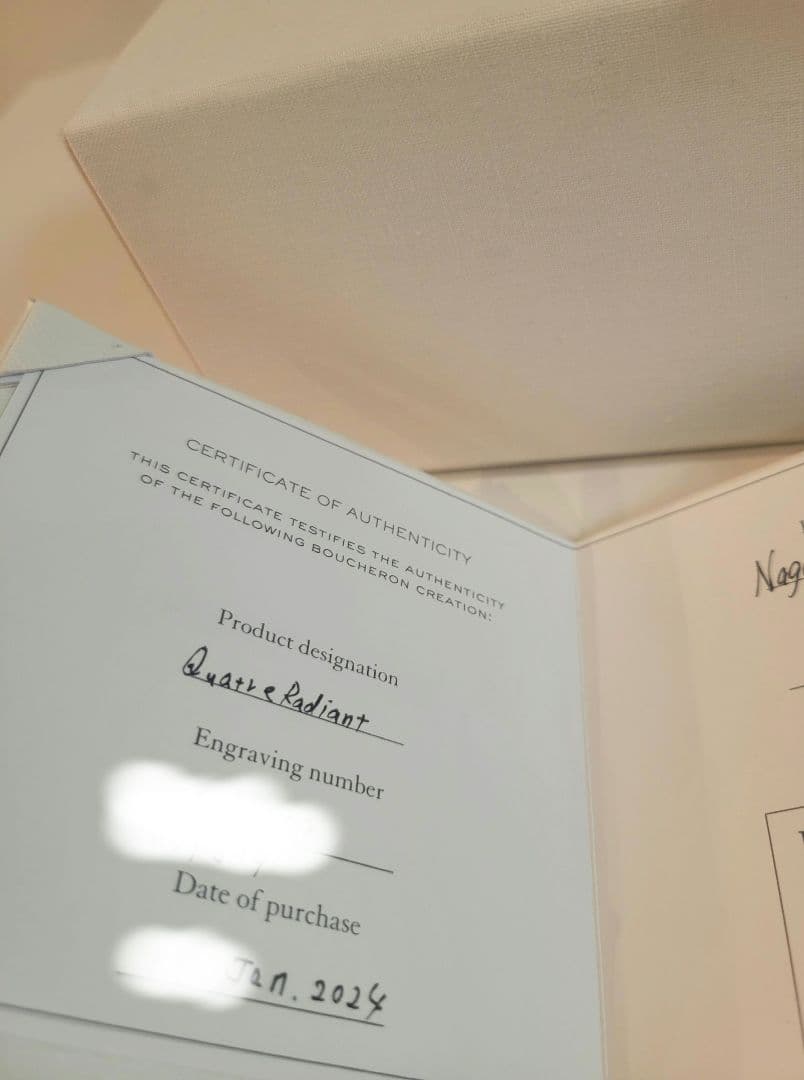 CERTIFICATE OF AUTHENTICITY
THIS CERTIFICATE TESTIFIES THE AUTHENTICITY
OF THE FOLLOWING BOUCHERON CREATION:
Product designation
Quatre Radiant
Engraving number
Date of purchase
Jan. 2024